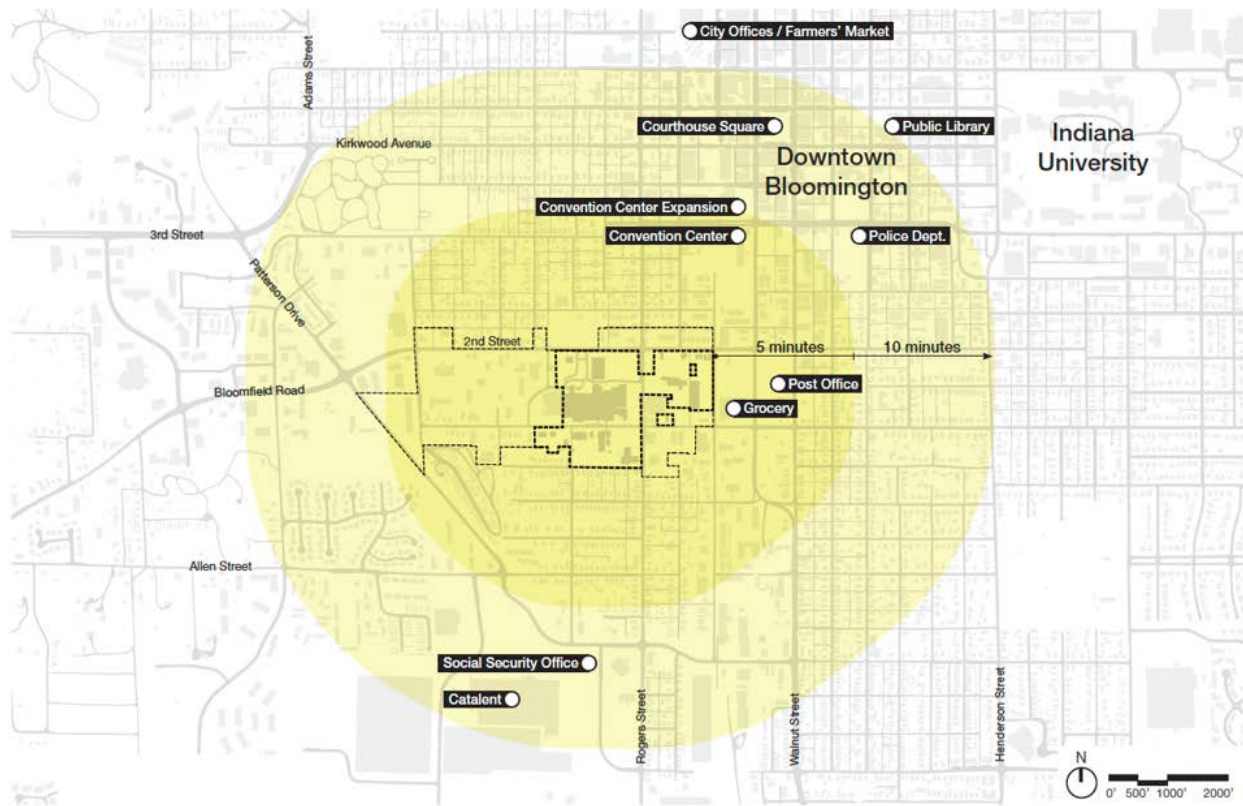 City Offices / Farmers' Market
Adams Street
Courthouse Square
Public Library
Indiana
University
Kirkwood Avenue
Downtown
Bloomington
Convention Center Expansion
3rd Street
Convention Center
Police Dept.
Patterson Drive
2nd Street
5 minutes
10 minutes
Bloomfield Road
Post Office
Grocery
Allen Street
Social Security Office
Catalent
Rogers Street
Walnut Street
Henderson Street
N
0' 500' 1000' 2000'